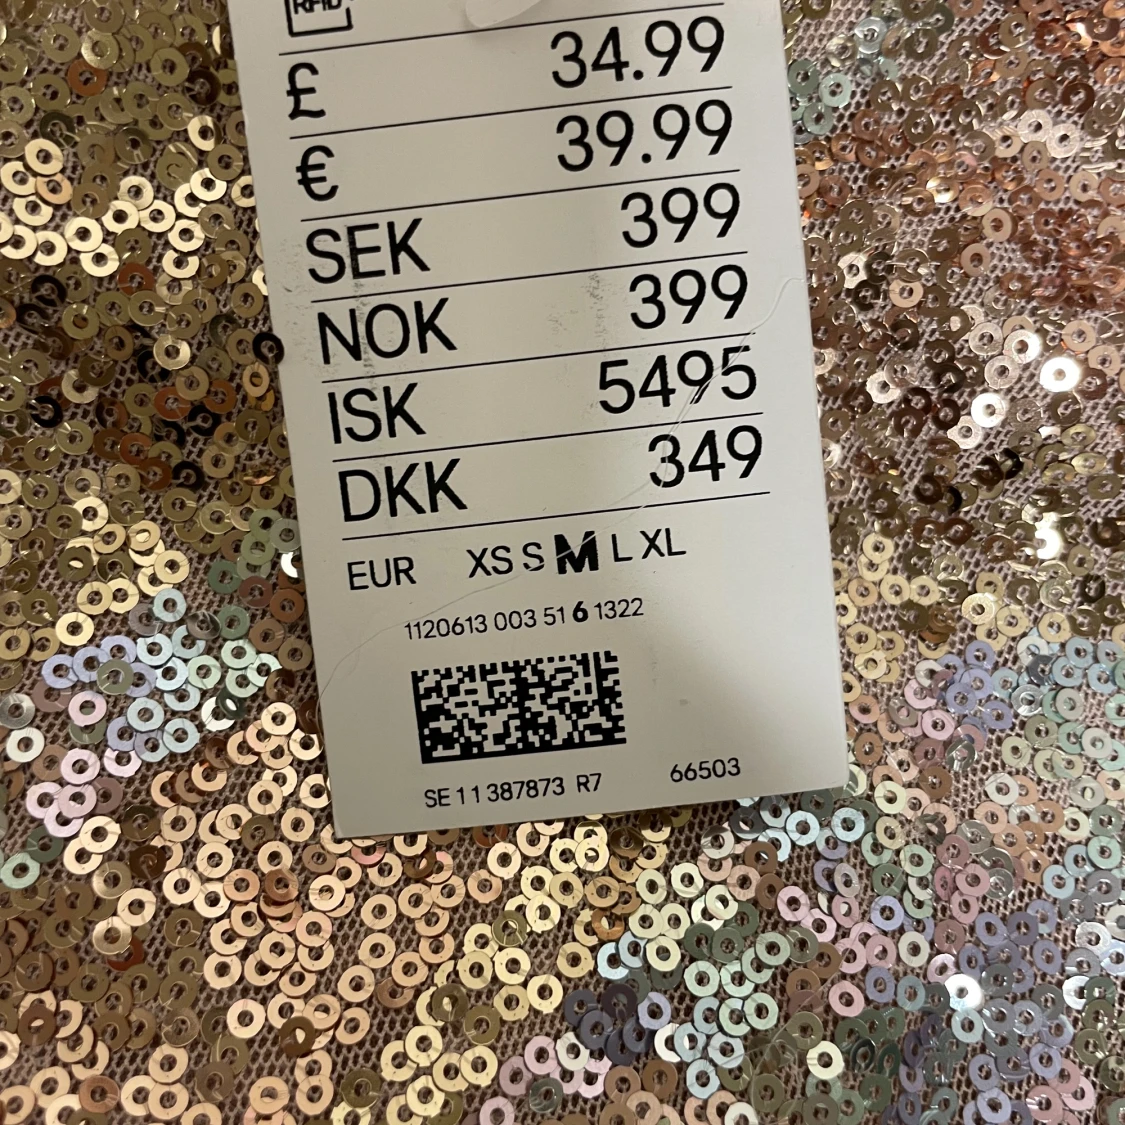 RFID
£ 34.99
€ 39.99
SEK 399
NOK 399
ISK 5495
DKK 349
EUR XS S M L XL
1120613 003 51 6 1322
SE 11 387873 R7 66503